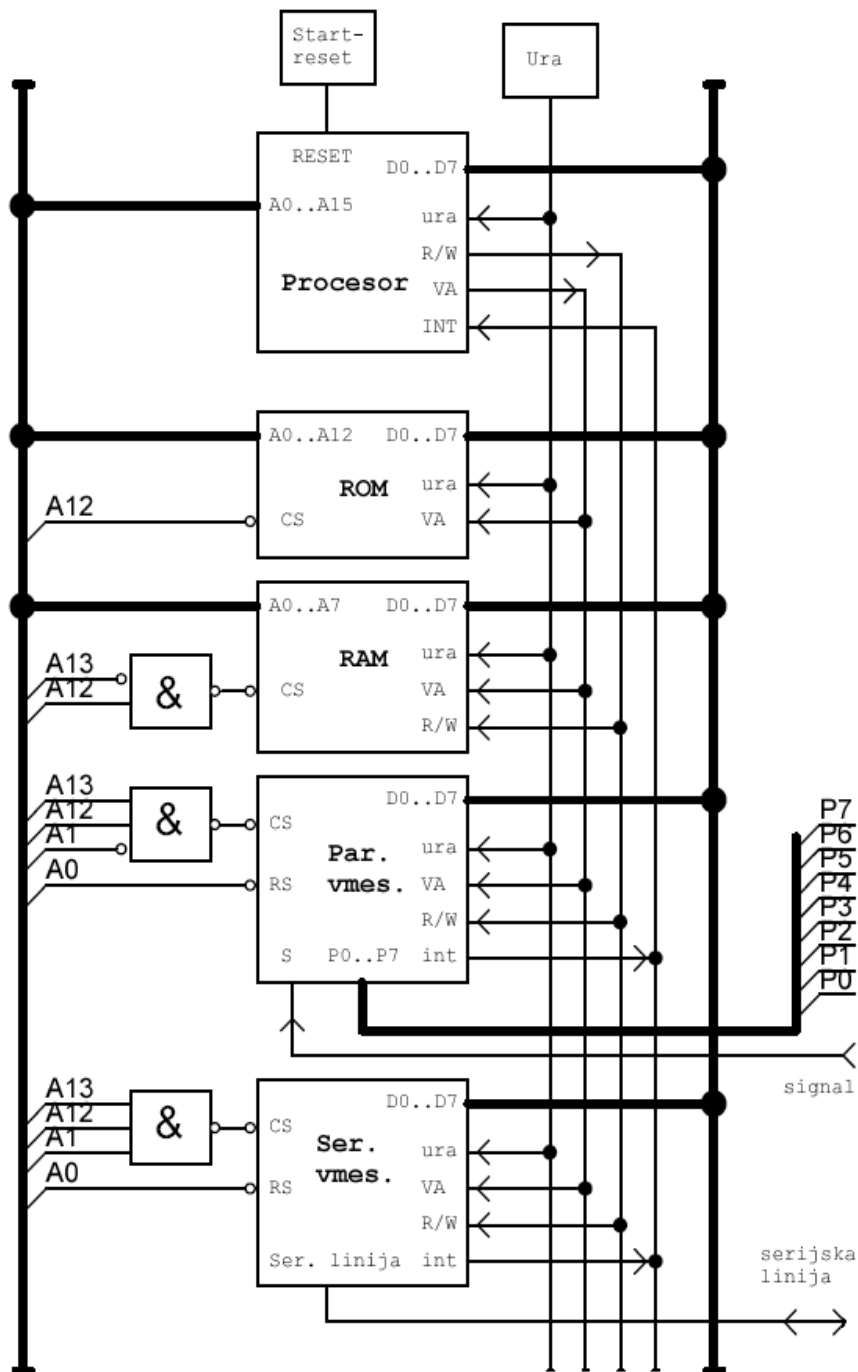 Start-
reset
Ura
RESET
D0..D7
A0..A15
ura
R/W
Procesor
VA
INT
A0..A12 D0..D7
ROM
ura
A12
CS
VA
A0..A7 D0..D7
RAM
ura
A13
A12
&
CS
VA
R/W
A13
A12
A1
A0
&
D0..D7
CS
Par.
vmes.
ura
RS
VA
R/W
S
P0..P7
int
P7
P6
P5
P4
P3
P2
P1
P0
signal
A13
A12
A1
A0
&
D0..D7
CS
Ser.
vmes.
ura
RS
VA
R/W
Ser. linija
int
serijska
linija